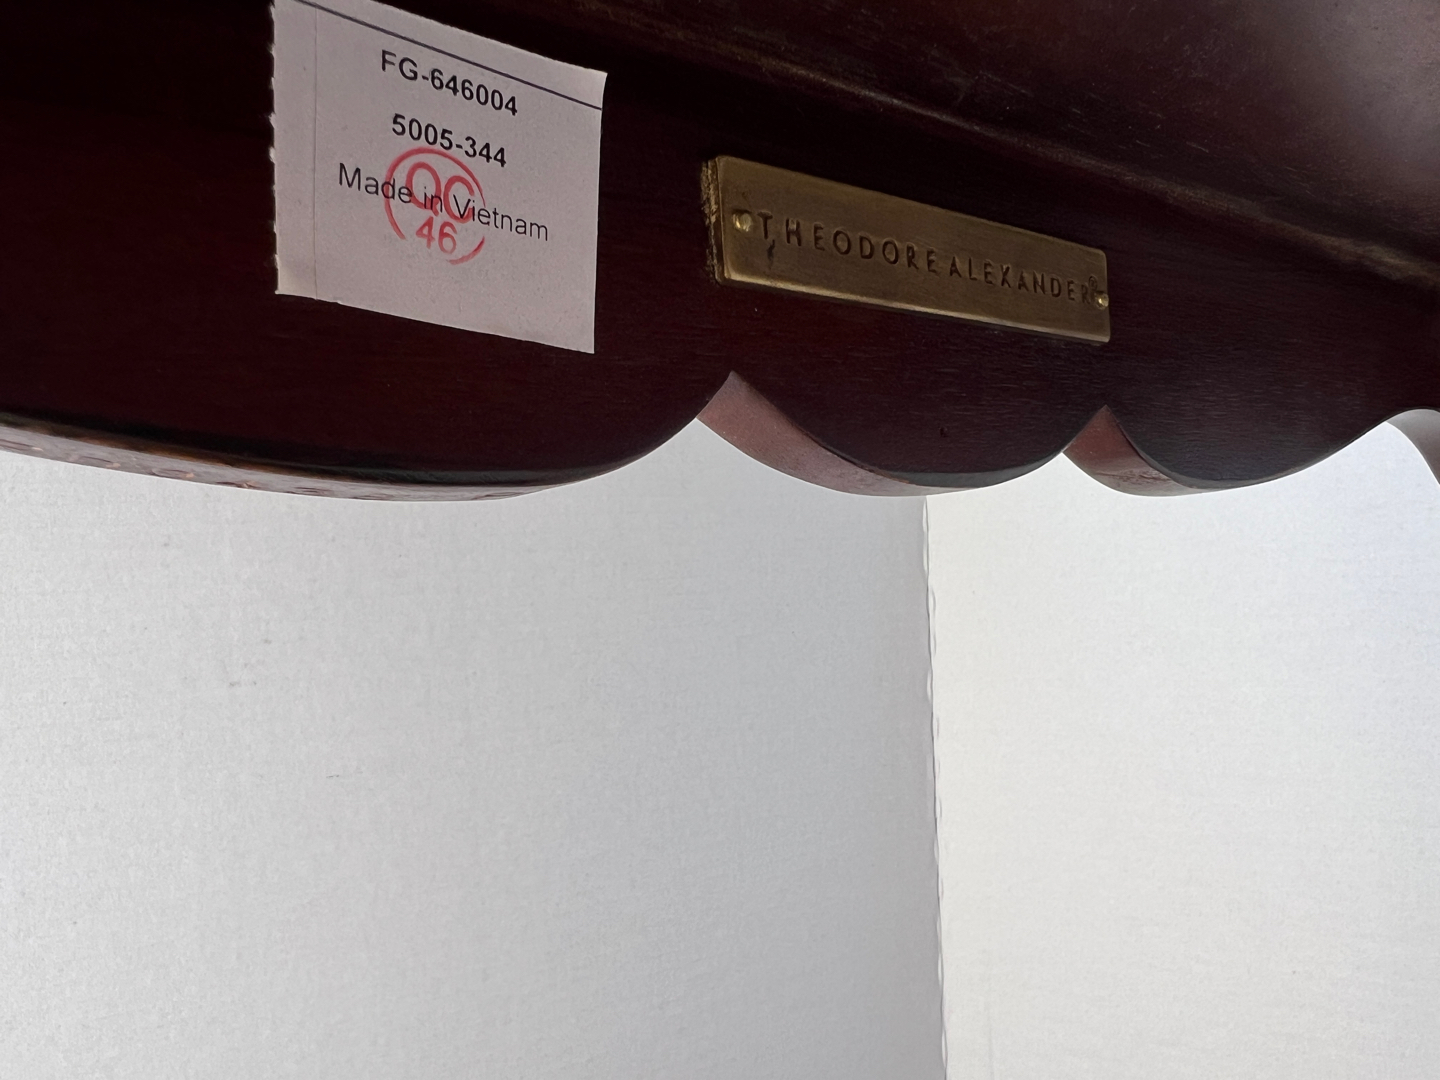 FG-646004
5005-344
Made in Vietnam
QC
46
THEODORE ALEXANDER®